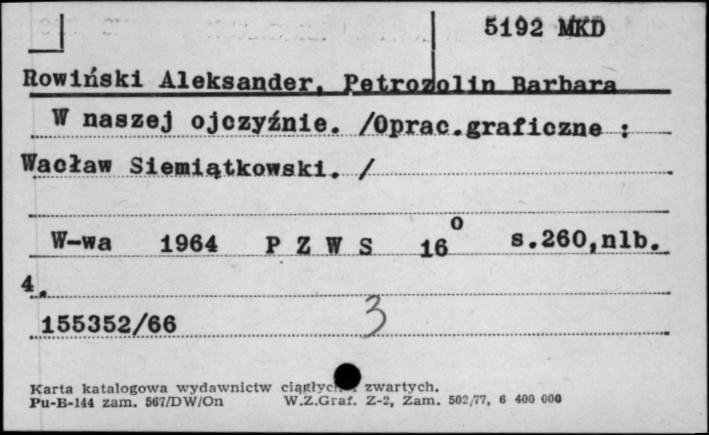 5192 MKD
Rowiński Aleksander, Petrozolin Barbara
W naszej ojczyźnie. /Oprac.graficzne :
Wacław Siemiątkowski. /
W-wa 1964 P Z W S 16o s.260,nlb.
4.
155352/66 3
Karta katalogowa wydawnictw ciągłych i zwartych.
Pu-B-144 zam. 567/DW/On W.Z.Graf. Z-2, Zam. 502/77, 6 400 000